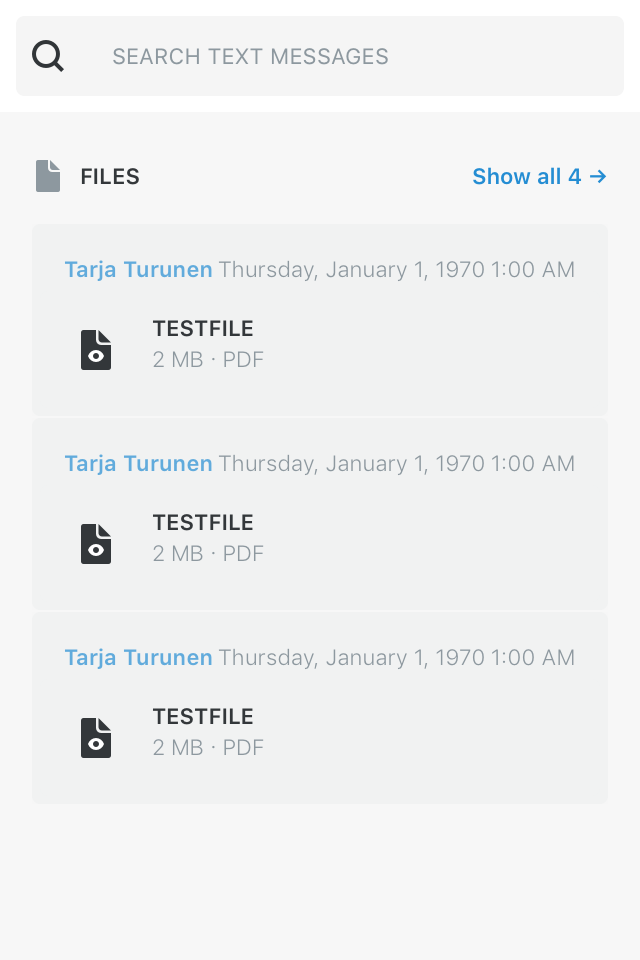 SEARCH TEXT MESSAGES
FILES
Show all 4 →
Tarja Turunen Thursday, January 1, 1970 1:00 AM
TESTFILE
2 MB · PDF
Tarja Turunen Thursday, January 1, 1970 1:00 AM
TESTFILE
2 MB · PDF
Tarja Turunen Thursday, January 1, 1970 1:00 AM
TESTFILE
2 MB · PDF